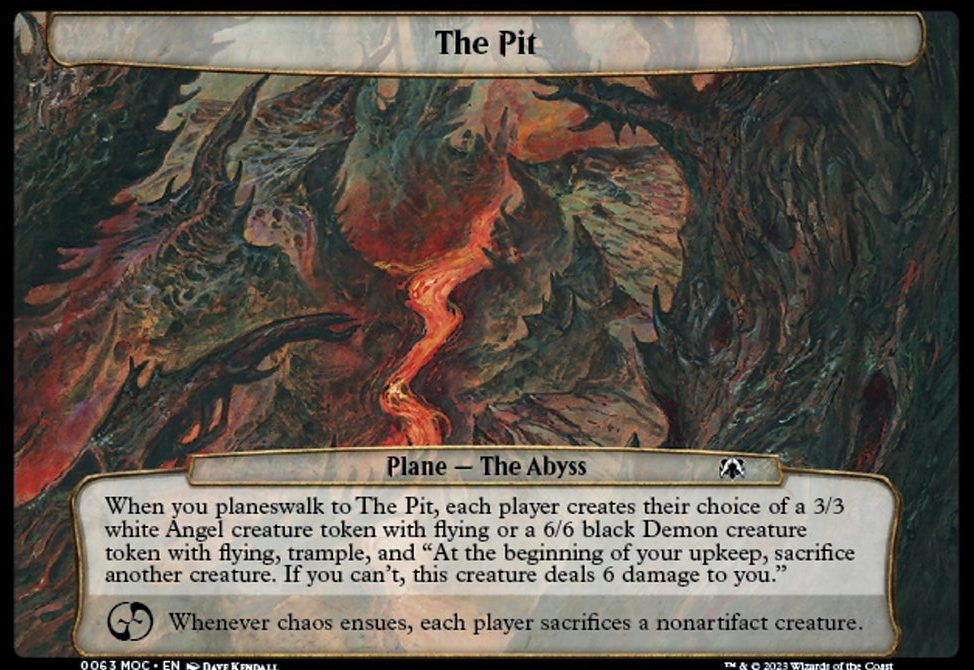 The Pit
Plane — The Abyss
When you planeswalk to The Pit, each player creates their choice of a 3/3
white Angel creature token with flying or a 6/6 black Demon creature
token with flying, trample, and “At the beginning of your upkeep, sacrifice
another creature. If you can’t, this creature deals 6 damage to you.”
Whenever chaos ensues, each player sacrifices a nonartifact creature.
0063 MOC • EN DAVE KENDALL ™ & © 2023 Wizards of the Coast